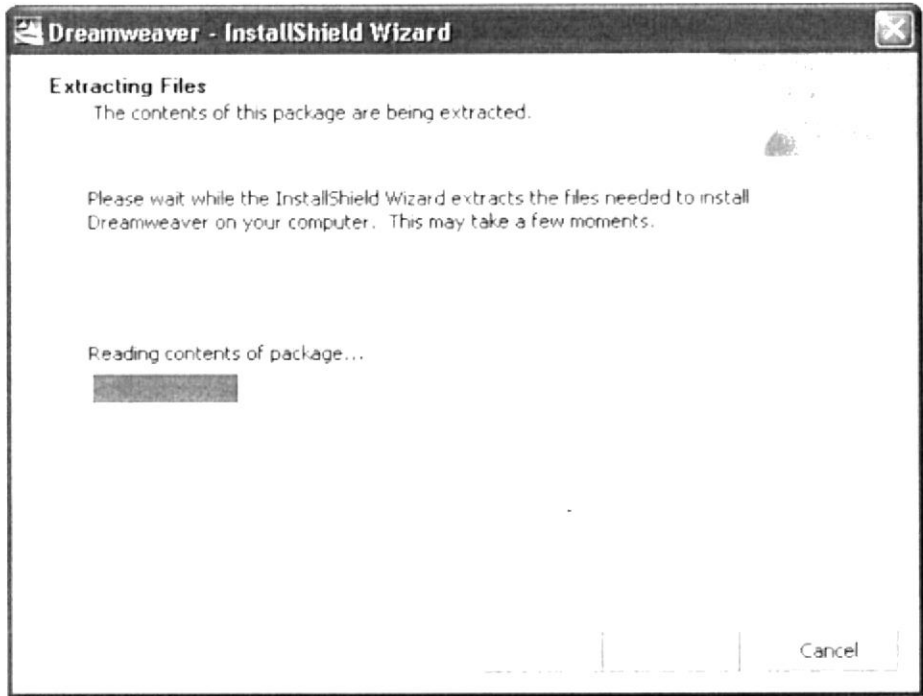 Dreamweaver - InstallShield Wizard
Extracting Files
The contents of this package are being extracted.
Please wait while the InstallShield Wizard extracts the files needed to install
Dreamweaver on your computer. This may take a few moments.
Reading contents of package...
Cancel